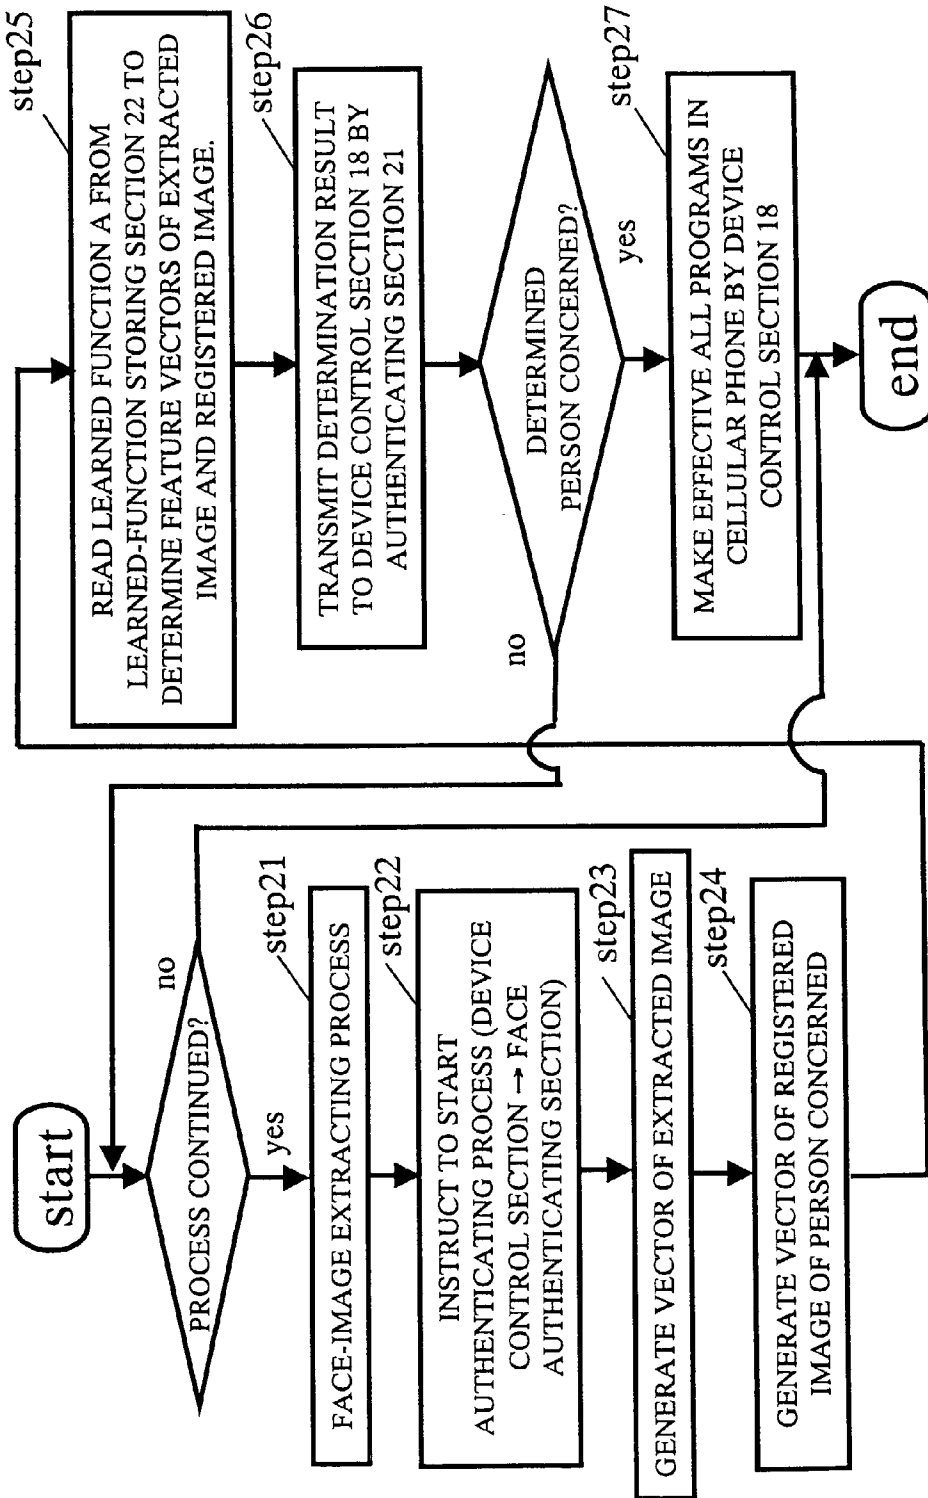 start
PROCESS CONTINUED?
no
yes
step21
FACE-IMAGE EXTRACTING PROCESS
step22
INSTRUCT TO START
AUTHENTICATING PROCESS (DEVICE
CONTROL SECTION → FACE
AUTHENTICATING SECTION)
step23
GENERATE VECTOR OF EXTRACTED IMAGE
step24
GENERATE VECTOR OF REGISTERED
IMAGE OF PERSON CONCERNED
step25
READ LEARNED FUNCTION A FROM
LEARNED-FUNCTION STORING SECTION 22 TO
DETERMINE FEATURE VECTORS OF EXTRACTED
IMAGE AND REGISTERED IMAGE.
step26
TRANSMIT DETERMINATION RESULT
TO DEVICE CONTROL SECTION 18 BY
AUTHENTICATING SECTION 21
DETERMINED
PERSON CONCERNED?
no
yes
step27
MAKE EFFECTIVE ALL PROGRAMS IN
CELLULAR PHONE BY DEVICE
CONTROL SECTION 18
end